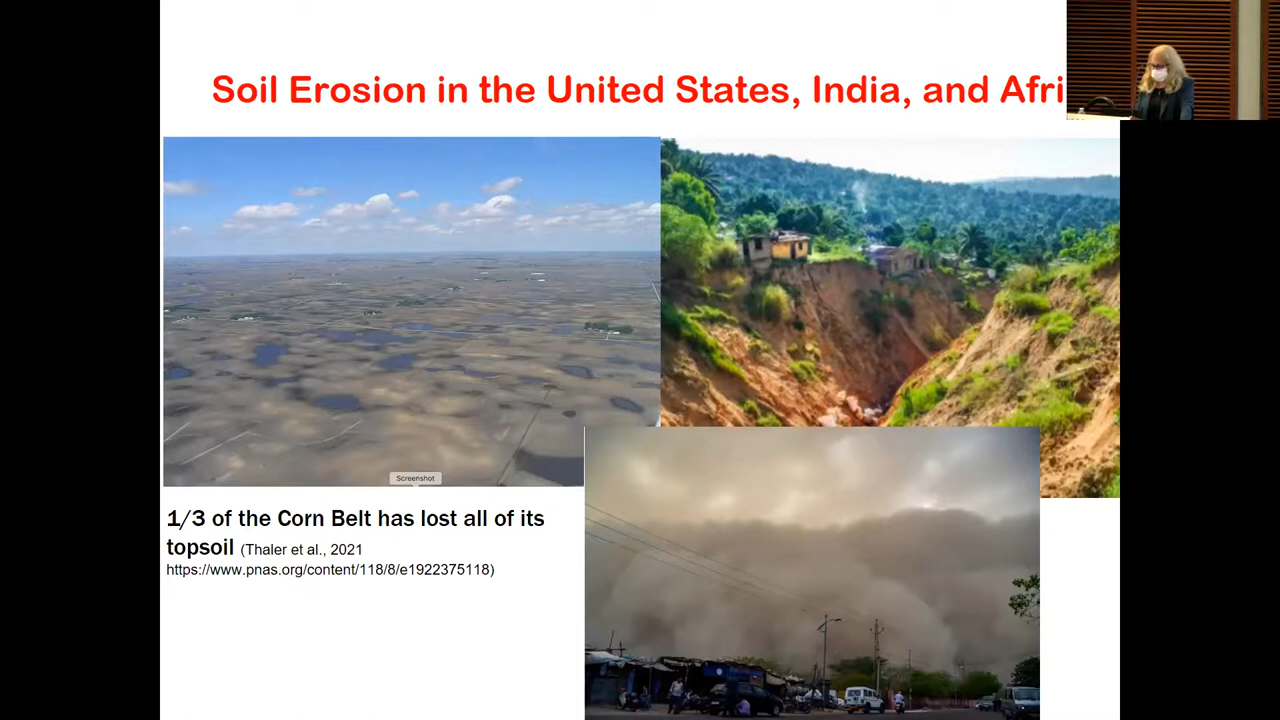 Soil Erosion in the United States, India, and Afri
Screenshot
1/3 of the Corn Belt has lost all of its
topsoil (Thaler et al., 2021
https://www.pnas.org/content/118/8/e1922375118)